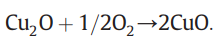 Cu₂O + 1/2O₂→2CuO.